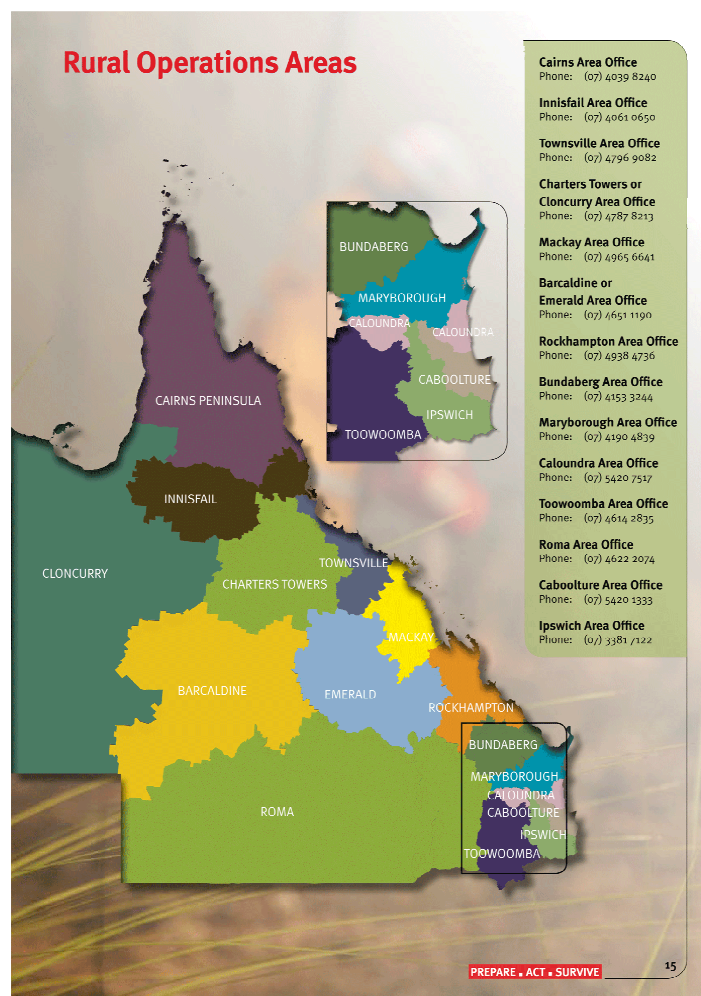 Rural Operations Areas
Cairns Area Office
Phone: (07) 4039 8240
Innisfail Area Office
Phone: (07) 4061 0650
Townsville Area Office
Phone: (07) 4796 9082
Charters Towers or
Cloncurry Area Office
Phone: (07) 4787 8213
Mackay Area Office
Phone: (07) 4965 6641
Barcaldine or
Emerald Area Office
Phone: (07) 4651 1190
Rockhampton Area Office
Phone: (07) 4938 4736
Bundaberg Area Office
Phone: (07) 4153 3244
Maryborough Area Office
Phone: (07) 4190 4839
Caloundra Area Office
Phone: (07) 5420 7517
Toowoomba Area Office
Phone: (07) 4614 2835
Roma Area Office
Phone: (07) 4622 2074
Caboolture Area Office
Phone: (07) 5420 1333
Ipswich Area Office
Phone: (07) 3381 7122
BUNDABERG
MARYBOROUGH
CALOUNDRA
CALOUNDRA
CABOOLTURE
IPSWICH
TOOWOOMBA
CAIRNS PENINSULA
INNISFAIL
CLONCURRY
TOWNSVILLE
CHARTERS TOWERS
MACKAY
BARCALDINE
EMERALD
ROCKHAMPTON
BUNDABERG
MARYBOROUGH
CALOUNDRA
CABOOLTURE
ROMA
IPSWICH
TOOWOOMBA
PREPARE . ACT . SURVIVE
15